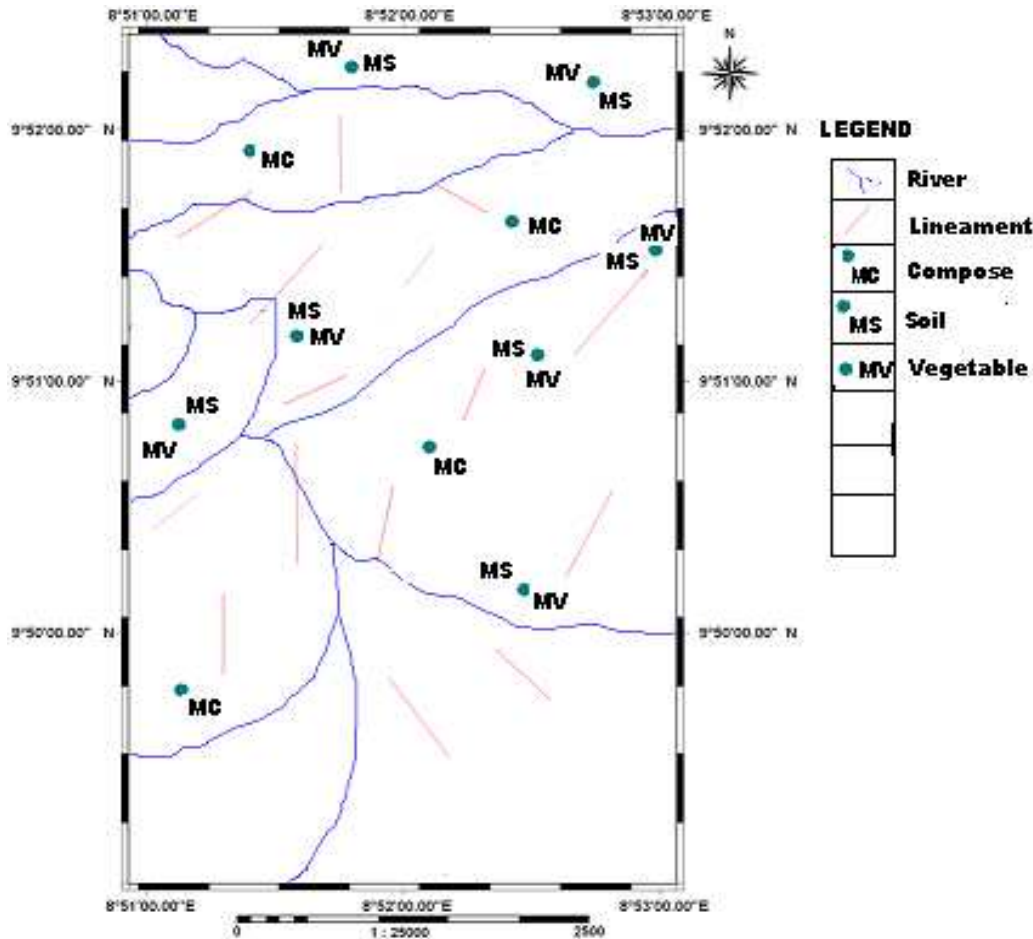 8°51'00.00"E 8°52'00.00"E 8°53'00.00"E
N
MV MS
MV
MS
9°52'00.00" N
9°52'00.00" N
LEGEND
MC
River
Lineament
MC
MV
MS
MC
Compose
MS
MV
MS
Soil
MS
MV
MV
Vegetable
9°51'00.00" N
9°51'00.00" N
MS
MV
MC
MS
MV
9°50'00.00" N
9°50'00.00" N
MC
8°51'00.00"E 8°52'00.00"E 8°53'00.00"E
0 1 : 25000 2500